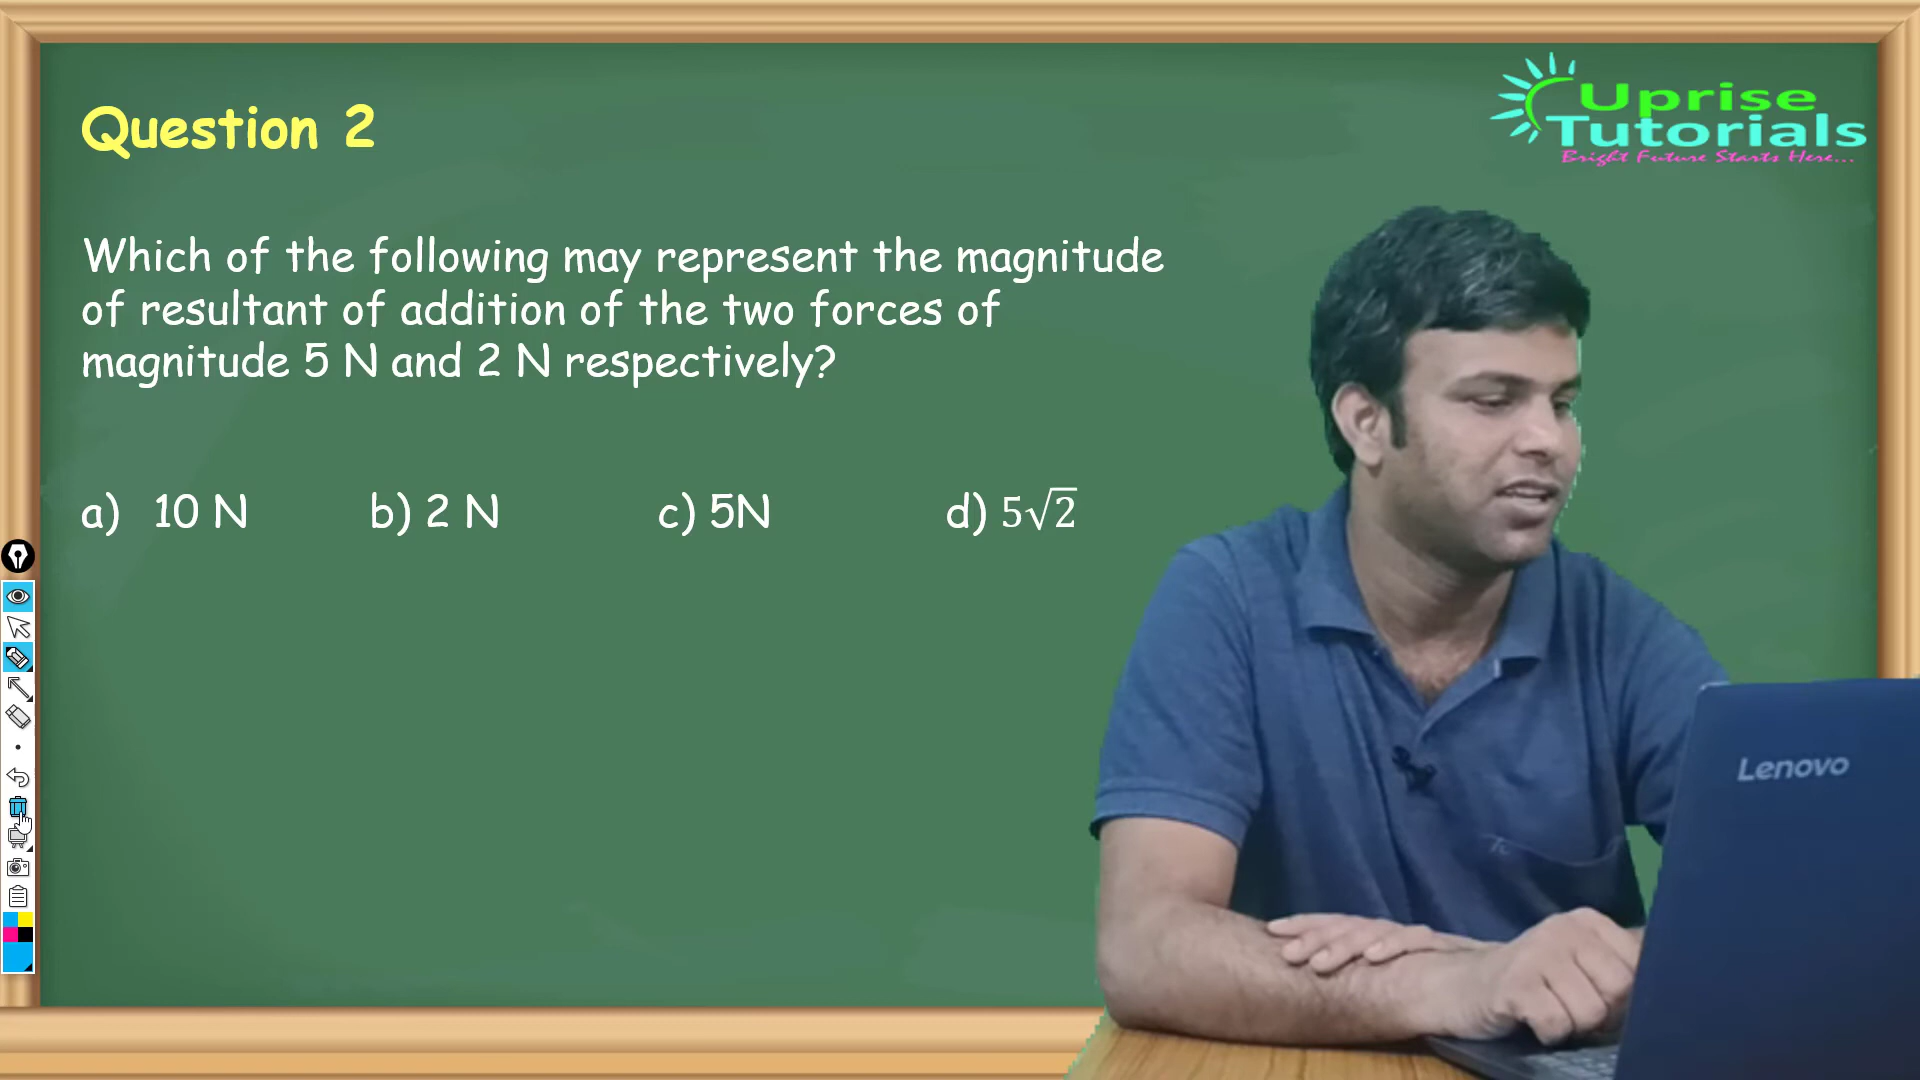 Uprise
Tutorials
Bright Future Starts Here...
Question 2
Which of the following may represent the magnitude
of resultant of addition of the two forces of
magnitude 5 N and 2 N respectively?
a) 10 N b) 2 N c) 5N d) 5√2
Lenovo